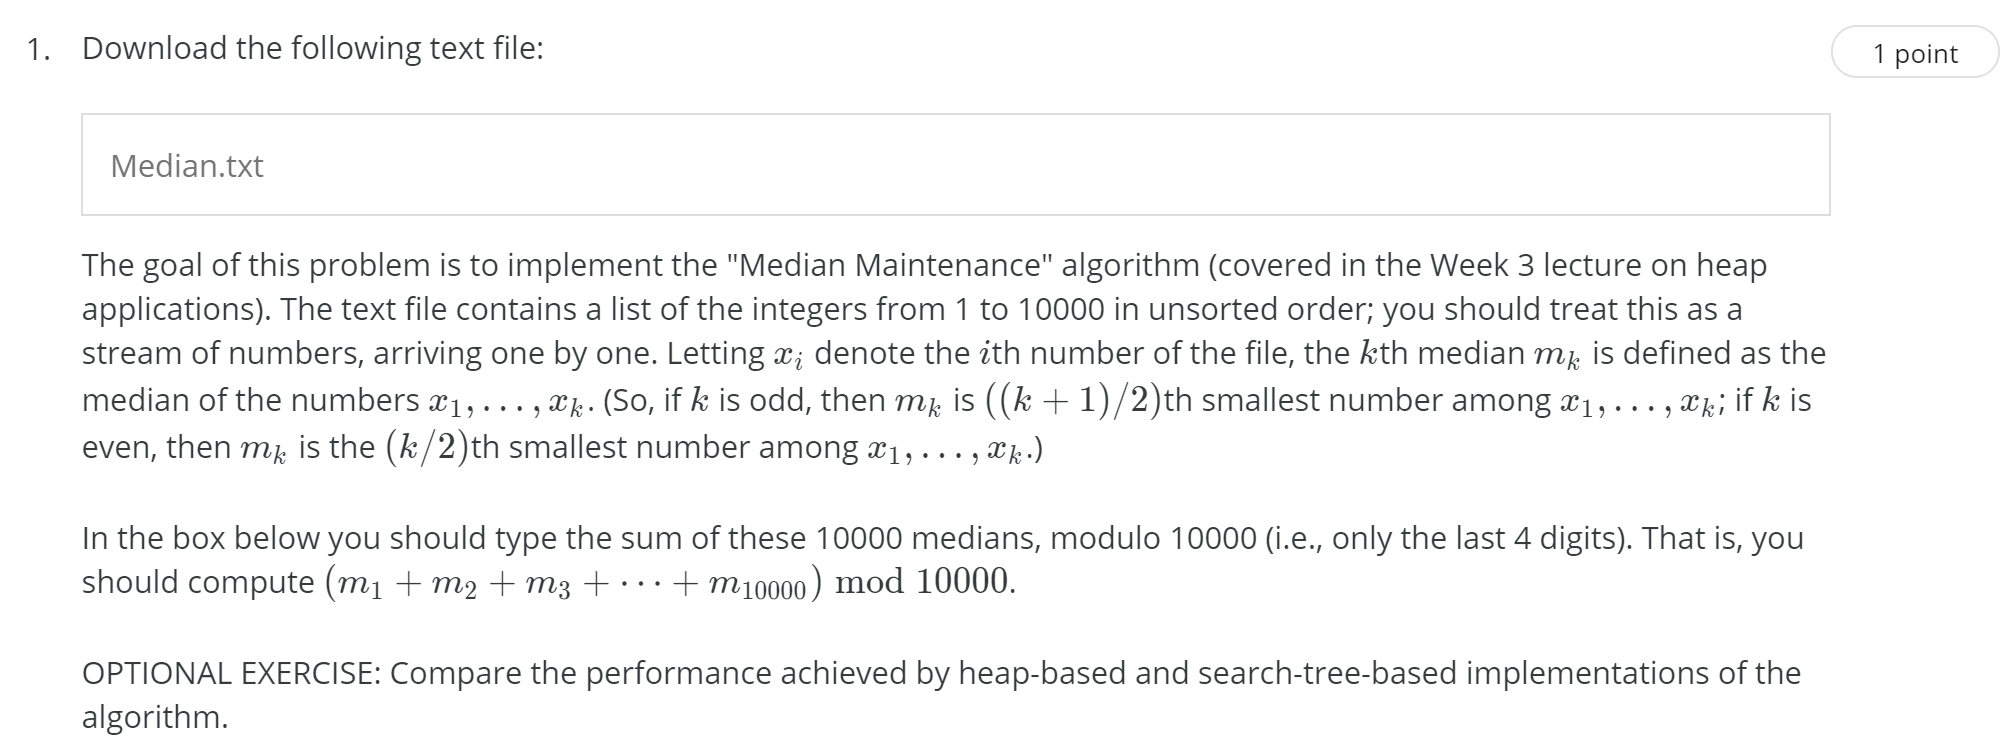 1. Download the following text file:
1 point
Median.txt
The goal of this problem is to implement the "Median Maintenance" algorithm (covered in the Week 3 lecture on heap
applications). The text file contains a list of the integers from 1 to 10000 in unsorted order; you should treat this as a
stream of numbers, arriving one by one. Letting $x_i$ denote the $i$th number of the file, the $k$th median $m_k$ is defined as the
median of the numbers $x_1, \ldots, x_k$. (So, if $k$ is odd, then $m_k$ is $((k+1)/2)$th smallest number among $x_1, \ldots, x_k$; if $k$ is
even, then $m_k$ is the $(k/2)$th smallest number among $x_1, \ldots, x_k$.)
In the box below you should type the sum of these 10000 medians, modulo 10000 (i.e., only the last 4 digits). That is, you
should compute $(m_1 + m_2 + m_3 + \cdots + m_{10000}) \bmod 10000$.
OPTIONAL EXERCISE: Compare the performance achieved by heap-based and search-tree-based implementations of the
algorithm.